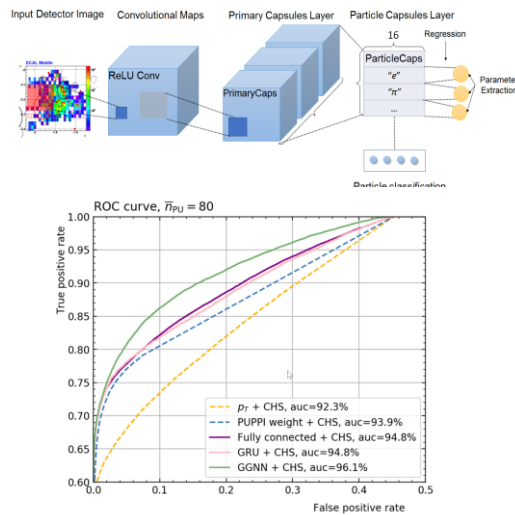 Input Detector Image
Convolutional Maps
Primary Capsules Layer
Particle Capsules Layer
16
Regression
ECAL Middle
ReLU Conv
PrimaryCaps
ParticleCaps
"e"
"π"
...
Parameter
Extraction
Particle classification
ROC curve, n̅PU = 80
True positive rate
1.00
0.95
0.90
0.85
0.80
0.75
0.70
0.65
0.60
pT + CHS, auc=92.3%
PUPPI weight + CHS, auc=93.9%
Fully connected + CHS, auc=94.8%
GRU + CHS, auc=94.8%
GGNN + CHS, auc=96.1%
0.0 0.1 0.2 0.3 0.4 0.5
False positive rate